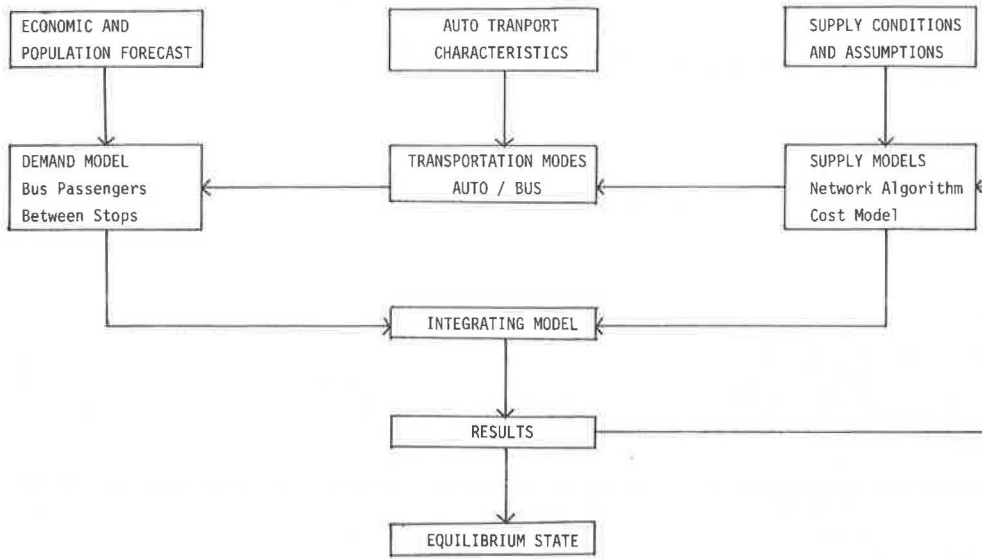 ECONOMIC AND
POPULATION FORECAST
AUTO TRANPORT
CHARACTERISTICS
SUPPLY CONDITIONS
AND ASSUMPTIONS
DEMAND MODEL
Bus Passengers
Between Stops
TRANSPORTATION MODES
AUTO / BUS
SUPPLY MODELS
Network Algorithm
Cost Model
INTEGRATING MODEL
RESULTS
EQUILIBRIUM STATE